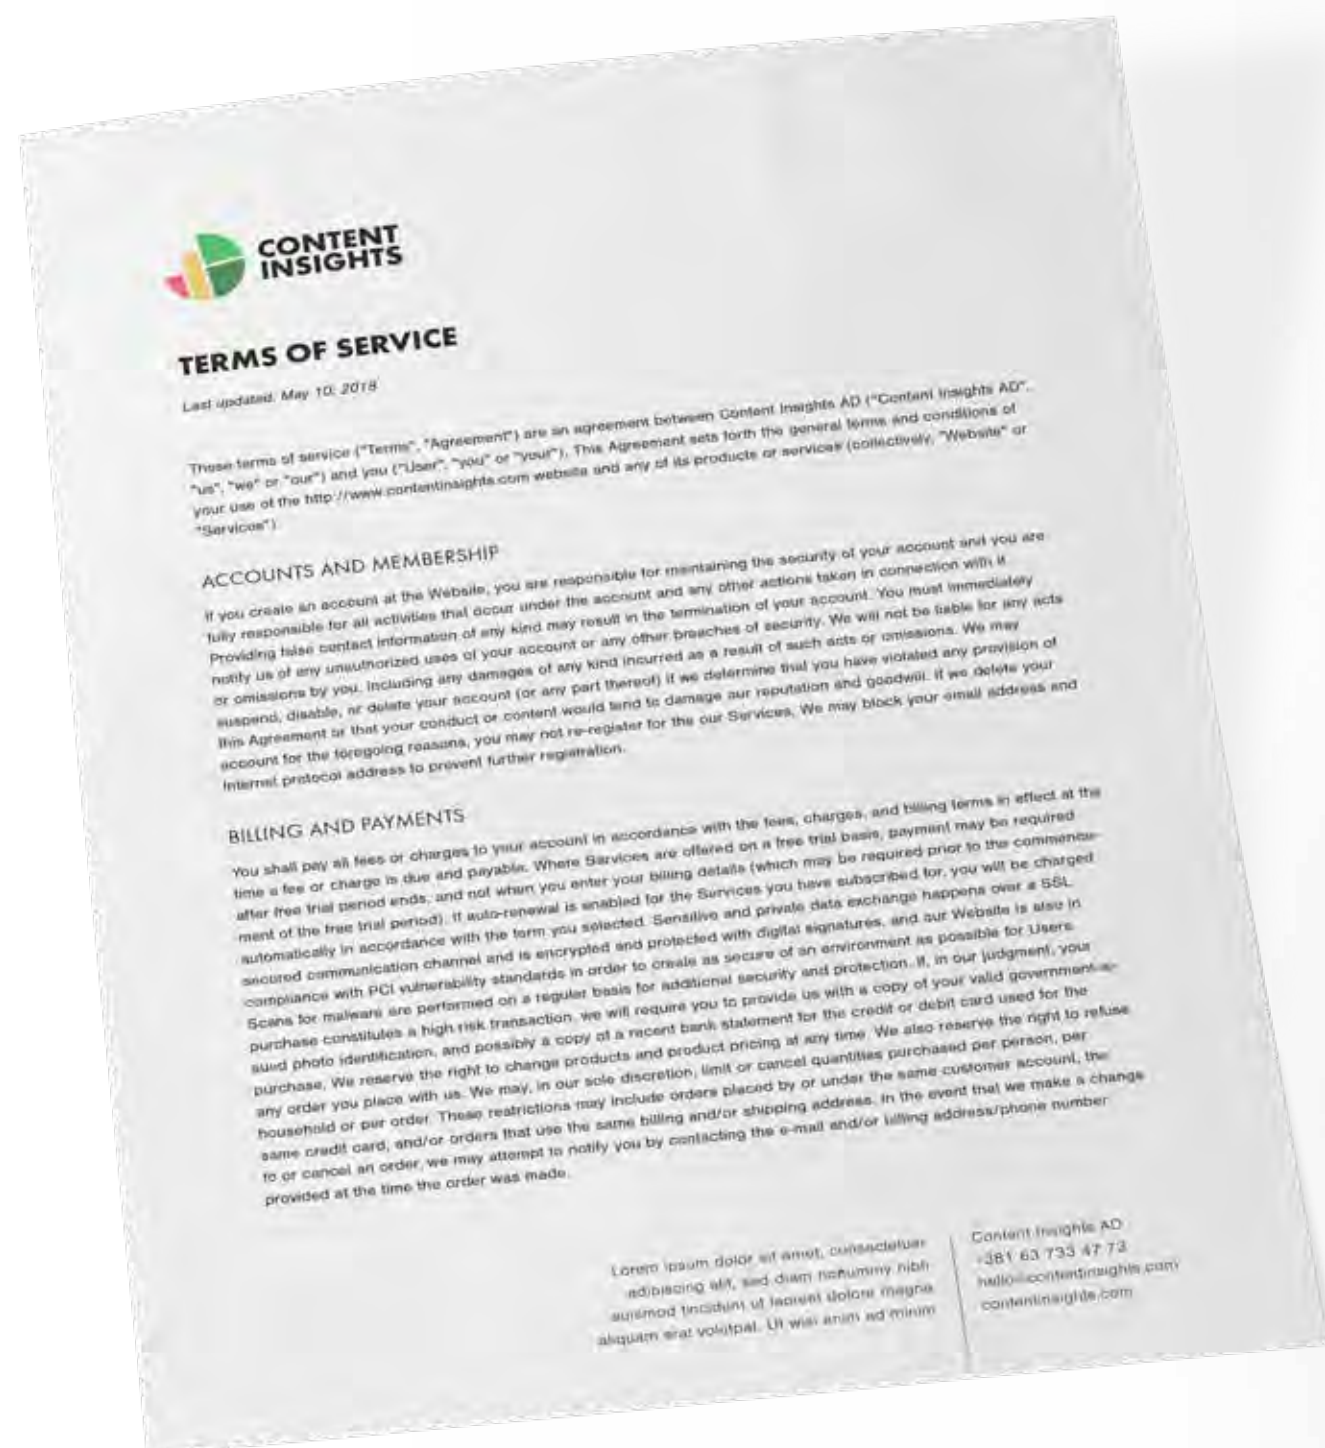 CONTENT
INSIGHTS
TERMS OF SERVICE
Last updated: May 10, 2018
These terms of service ("Terms", "Agreement") are an agreement between Content Insights AD ("Content Insights AD",
"us", "we" or "our") and you ("User", "you" or "your"). This Agreement sets forth the general terms and conditions of
your use of the http://www.contentinsights.com website and any of its products or services (collectively, "Website" or
"Services").
ACCOUNTS AND MEMBERSHIP
If you create an account at the Website, you are responsible for maintaining the security of your account and you are
fully responsible for all activities that occur under the account and any other actions taken in connection with it.
Providing false contact information of any kind may result in the termination of your account. You must immediately
notify us of any unauthorized uses of your account or any other breaches of security. We will not be liable for any acts
or omissions by you, including any damages of any kind incurred as a result of such acts or omissions. We may
suspend, disable, or delete your account (or any part thereof) if we determine that you have violated any provision of
this Agreement or that your conduct or content would tend to damage our reputation and goodwill. If we delete your
account for the foregoing reasons, you may not re-register for the our Services. We may block your email address and
Internet protocol address to prevent further registration.
BILLING AND PAYMENTS
You shall pay all fees or charges to your account in accordance with the fees, charges, and billing terms in effect at the
time a fee or charge is due and payable. Where Services are offered on a free trial basis, payment may be required
after free trial period ends, and not when you enter your billing details (which may be required prior to the commence-
ment of the free trial period). If auto-renewal is enabled for the Services you have subscribed for, you will be charged
automatically in accordance with the term you selected. Sensitive and private data exchange happens over a SSL
secured communication channel and is encrypted and protected with digital signatures, and our Website is also in
compliance with PCI vulnerability standards in order to create as secure of an environment as possible for Users.
Scans for malware are performed on a regular basis for additional security and protection. If, in our judgment, your
purchase constitutes a high risk transaction, we will require you to provide us with a copy of your valid government-is-
sued photo identification, and possibly a copy of a recent bank statement for the credit or debit card used for the
purchase. We reserve the right to change products and product pricing at any time. We also reserve the right to refuse
any order you place with us. We may, in our sole discretion, limit or cancel quantities purchased per person, per
household or per order. These restrictions may include orders placed by or under the same customer account, the
same credit card, and/or orders that use the same billing and/or shipping address. In the event that we make a change
to or cancel an order, we may attempt to notify you by contacting the e-mail and/or billing address/phone number
provided at the time the order was made.
Lorem ipsum dolor sit amet, consectetuer
adipiscing elit, sed diam nonummy nibh
euismod tincidunt ut laoreet dolore magna
aliquam erat volutpat. Ut wisi enim ad minim
Content Insights AD
+381 63 733 47 73
hello@contentinsights.com
contentinsights.com